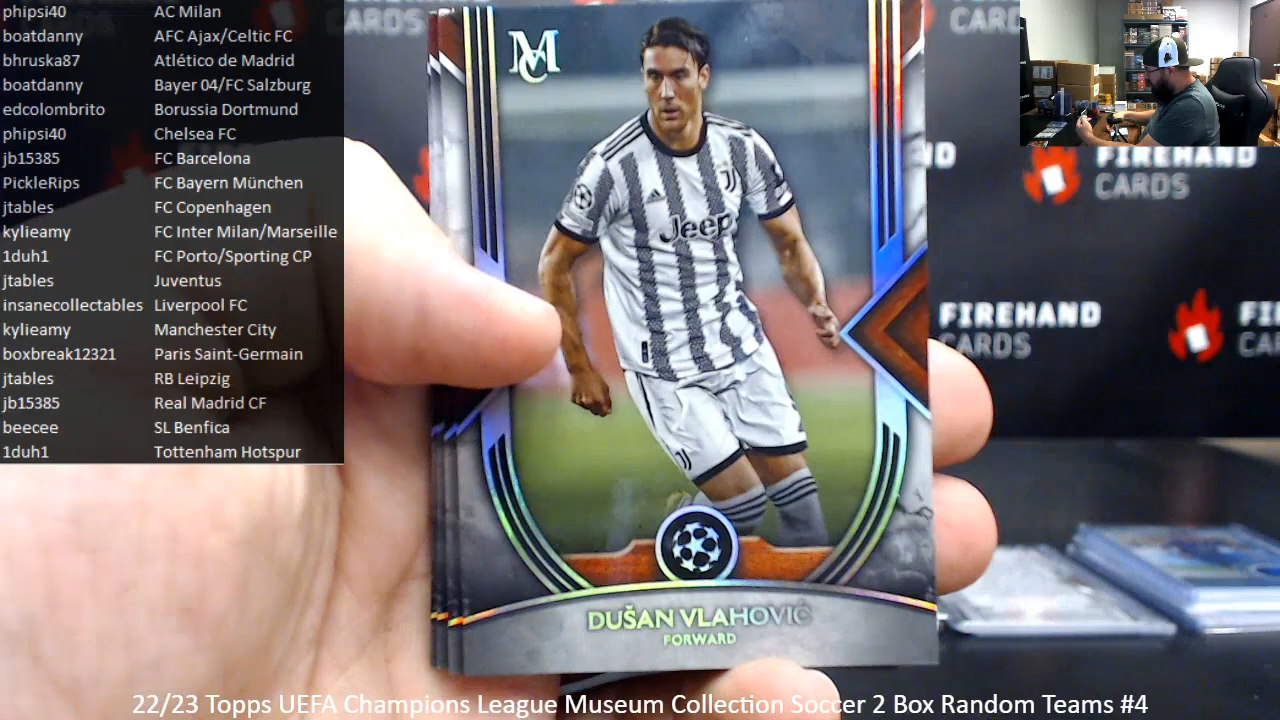 phipsi40 AC Milan
boatdanny AFC Ajax/Celtic FC
bhruska87 Atlético de Madrid
boatdanny Bayer 04/FC Salzburg
edcolombrito Borussia Dortmund
phipsi40 Chelsea FC
jb15385 FC Barcelona
PickleRips FC Bayern München
jtables FC Copenhagen
kylieamy FC Inter Milan/Marseille
1duh1 FC Porto/Sporting CP
jtables Juventus
insanecollectables Liverpool FC
kylieamy Manchester City
boxbreak12321 Paris Saint-Germain
jtables RB Leipzig
jb15385 Real Madrid CF
beecee SL Benfica
1duh1 Tottenham Hotspur
MC
Jeep
DUŠAN VLAHOVIĆ
FORWARD
CARDS
CARDS
FIREHAND
CARDS
FIREHAND
CARDS
22/23 Topps UEFA Champions League Museum Collection Soccer 2 Box Random Teams #4